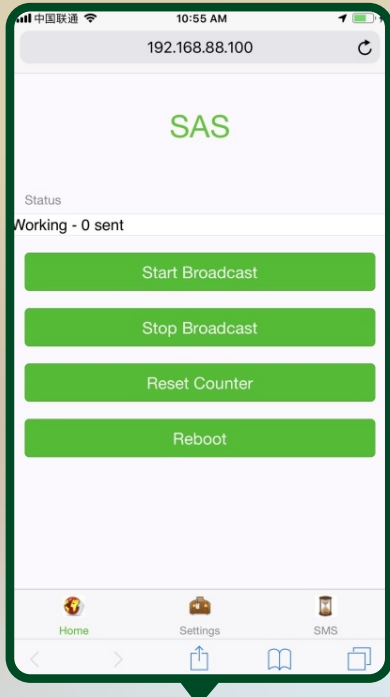 中国联通
10:55 AM
192.168.88.100
SAS
Status
Working - 0 sent
Start Broadcast
Stop Broadcast
Reset Counter
Reboot
Home
Settings
SMS